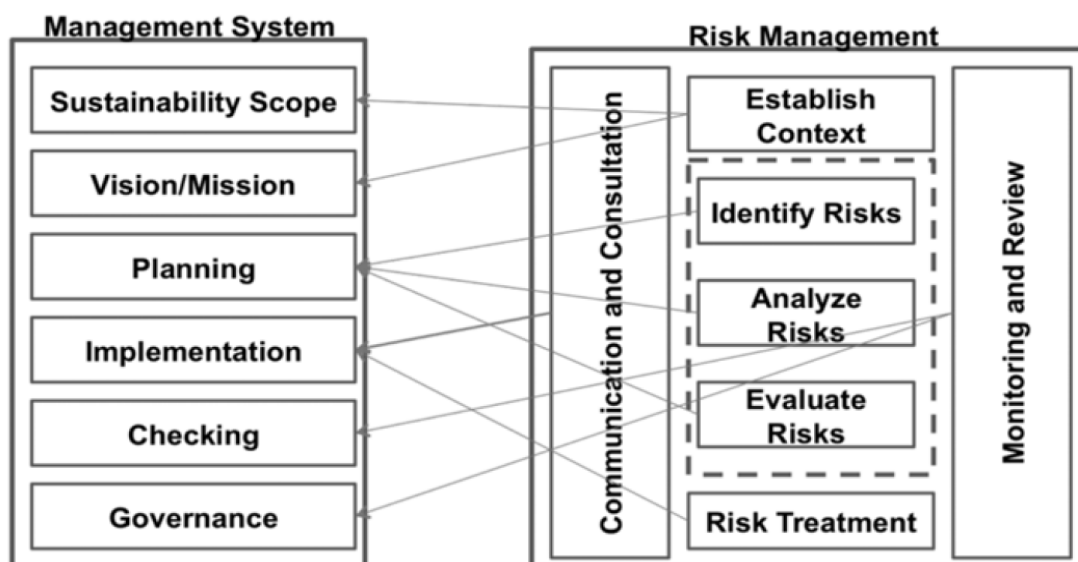 Management System
Sustainability Scope
Vision/Mission
Planning
Implementation
Checking
Governance
Risk Management
Communication and Consultation
Establish
Context
Identify Risks
Analyze
Risks
Evaluate
Risks
Risk Treatment
Monitoring and Review